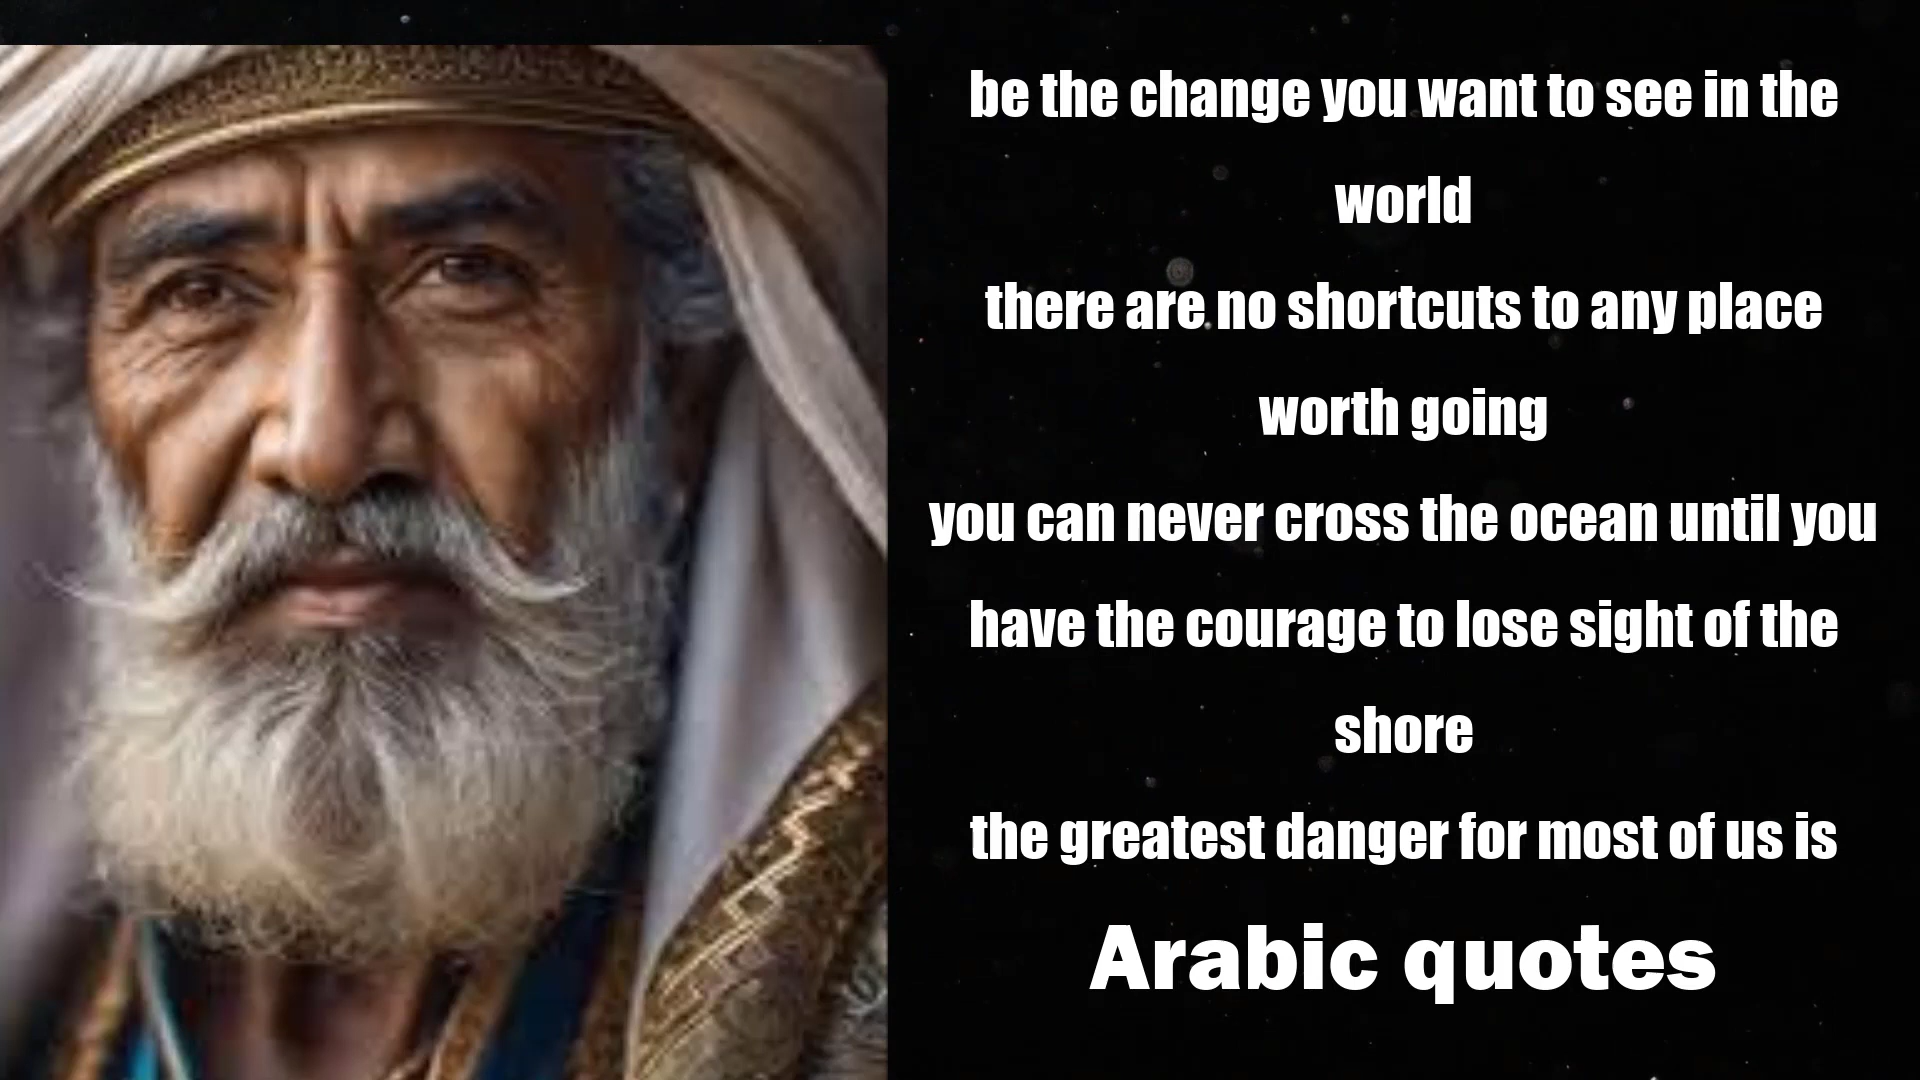 be the change you want to see in the
world
there are no shortcuts to any place
worth going
you can never cross the ocean until you
have the courage to lose sight of the
shore
the greatest danger for most of us is
Arabic quotes